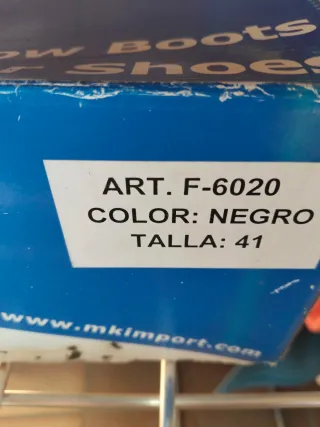 ow Boots
Shoes
ART. F-6020
COLOR: NEGRO
TALLA: 41
www.mkimport.com